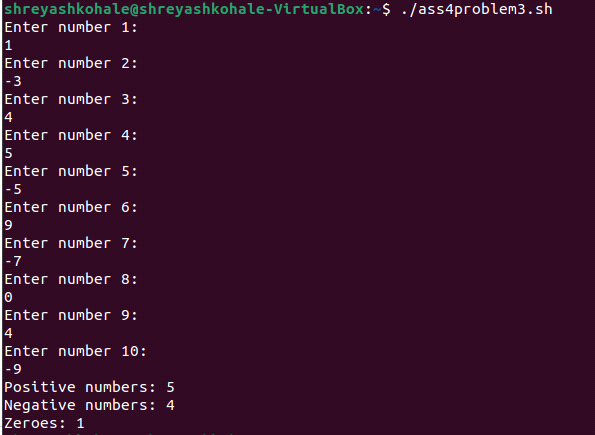 shreyashkohale@shreyashkohale-VirtualBox:~$ ./ass4problem3.sh
Enter number 1:
1
Enter number 2:
-3
Enter number 3:
4
Enter number 4:
5
Enter number 5:
-5
Enter number 6:
9
Enter number 7:
-7
Enter number 8:
0
Enter number 9:
4
Enter number 10:
-9
Positive numbers: 5
Negative numbers: 4
Zeroes: 1